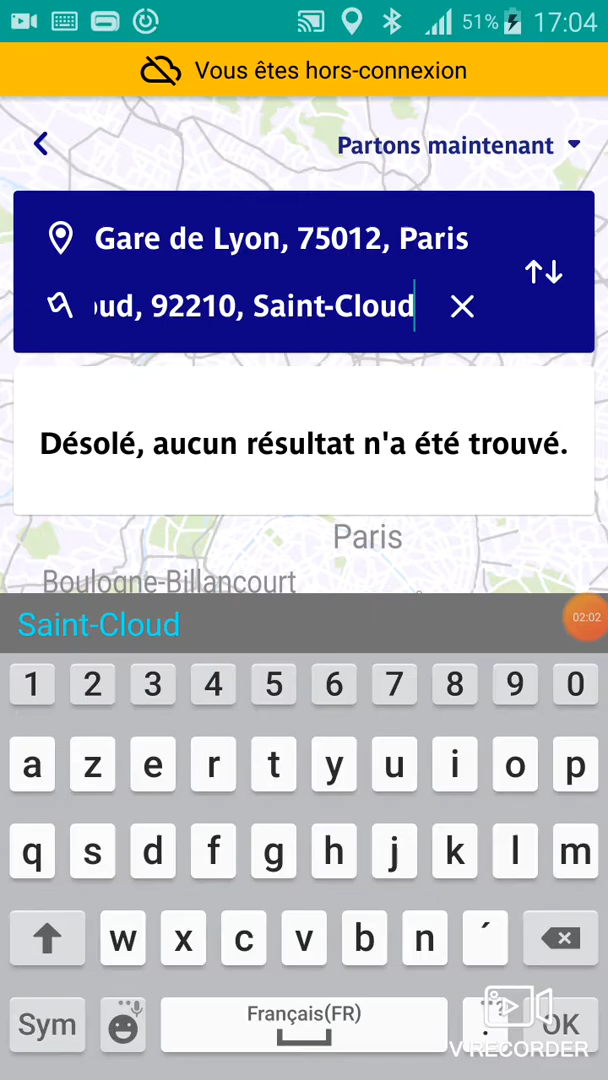 51% 17:04
Vous êtes hors-connexion
Partons maintenant
Gare de Lyon, 75012, Paris
oud, 92210, Saint-Cloud
Désolé, aucun résultat n'a été trouvé.
Paris
Boulogne-Billancourt
Saint-Cloud
02:02
1 2 3 4 5 6 7 8 9 0
a z e r t y u i o p
q s d f g h j k l m
w x c v b n ´
Sym Français(FR) . OK
V RECORDER